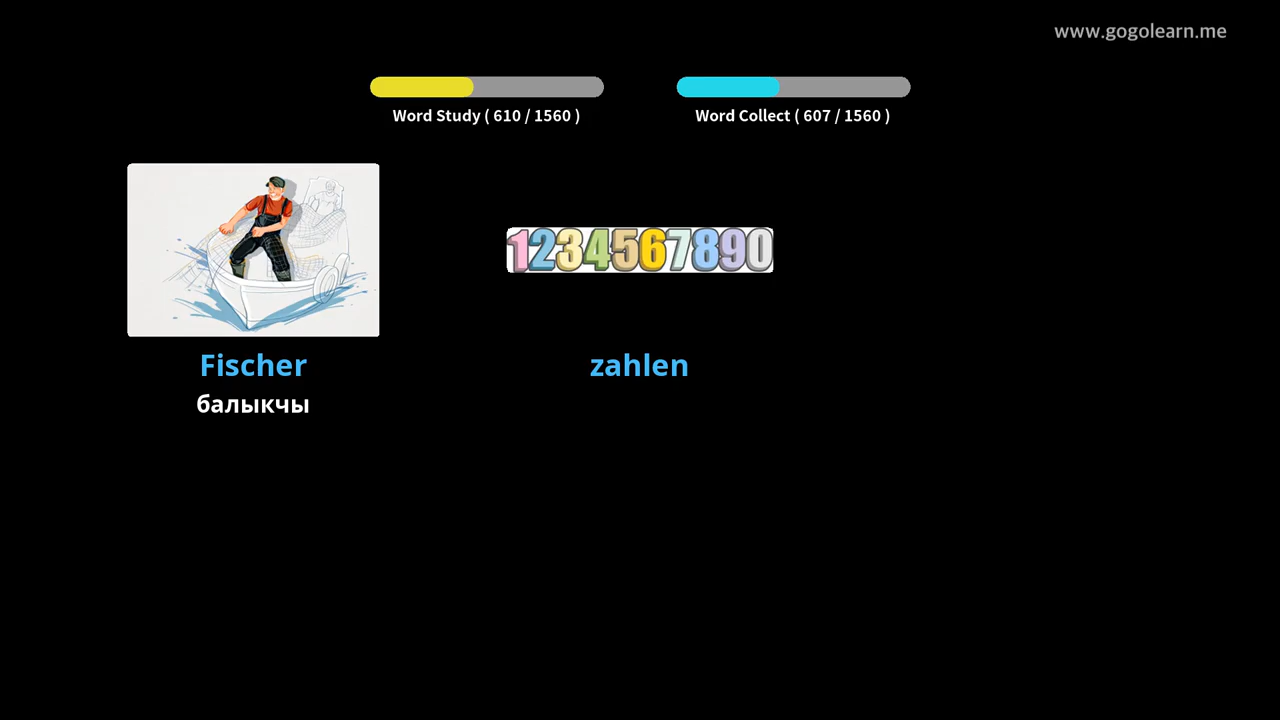 www.gogolearn.me
Word Study ( 610 / 1560 )
Word Collect ( 607 / 1560 )
1234567890
Fischer
zahlen
балыкчы